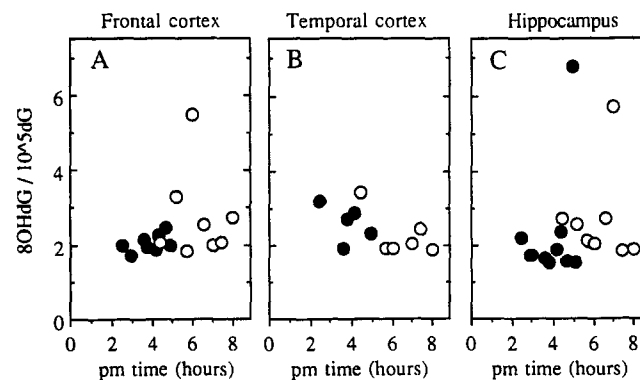 Frontal cortex
Temporal cortex
Hippocampus
A
B
C
8OHdG / 10^5dG
6
4
2
0
0 2 4 6 8
0 2 4 6 8
0 2 4 6 8
pm time (hours)
pm time (hours)
pm time (hours)